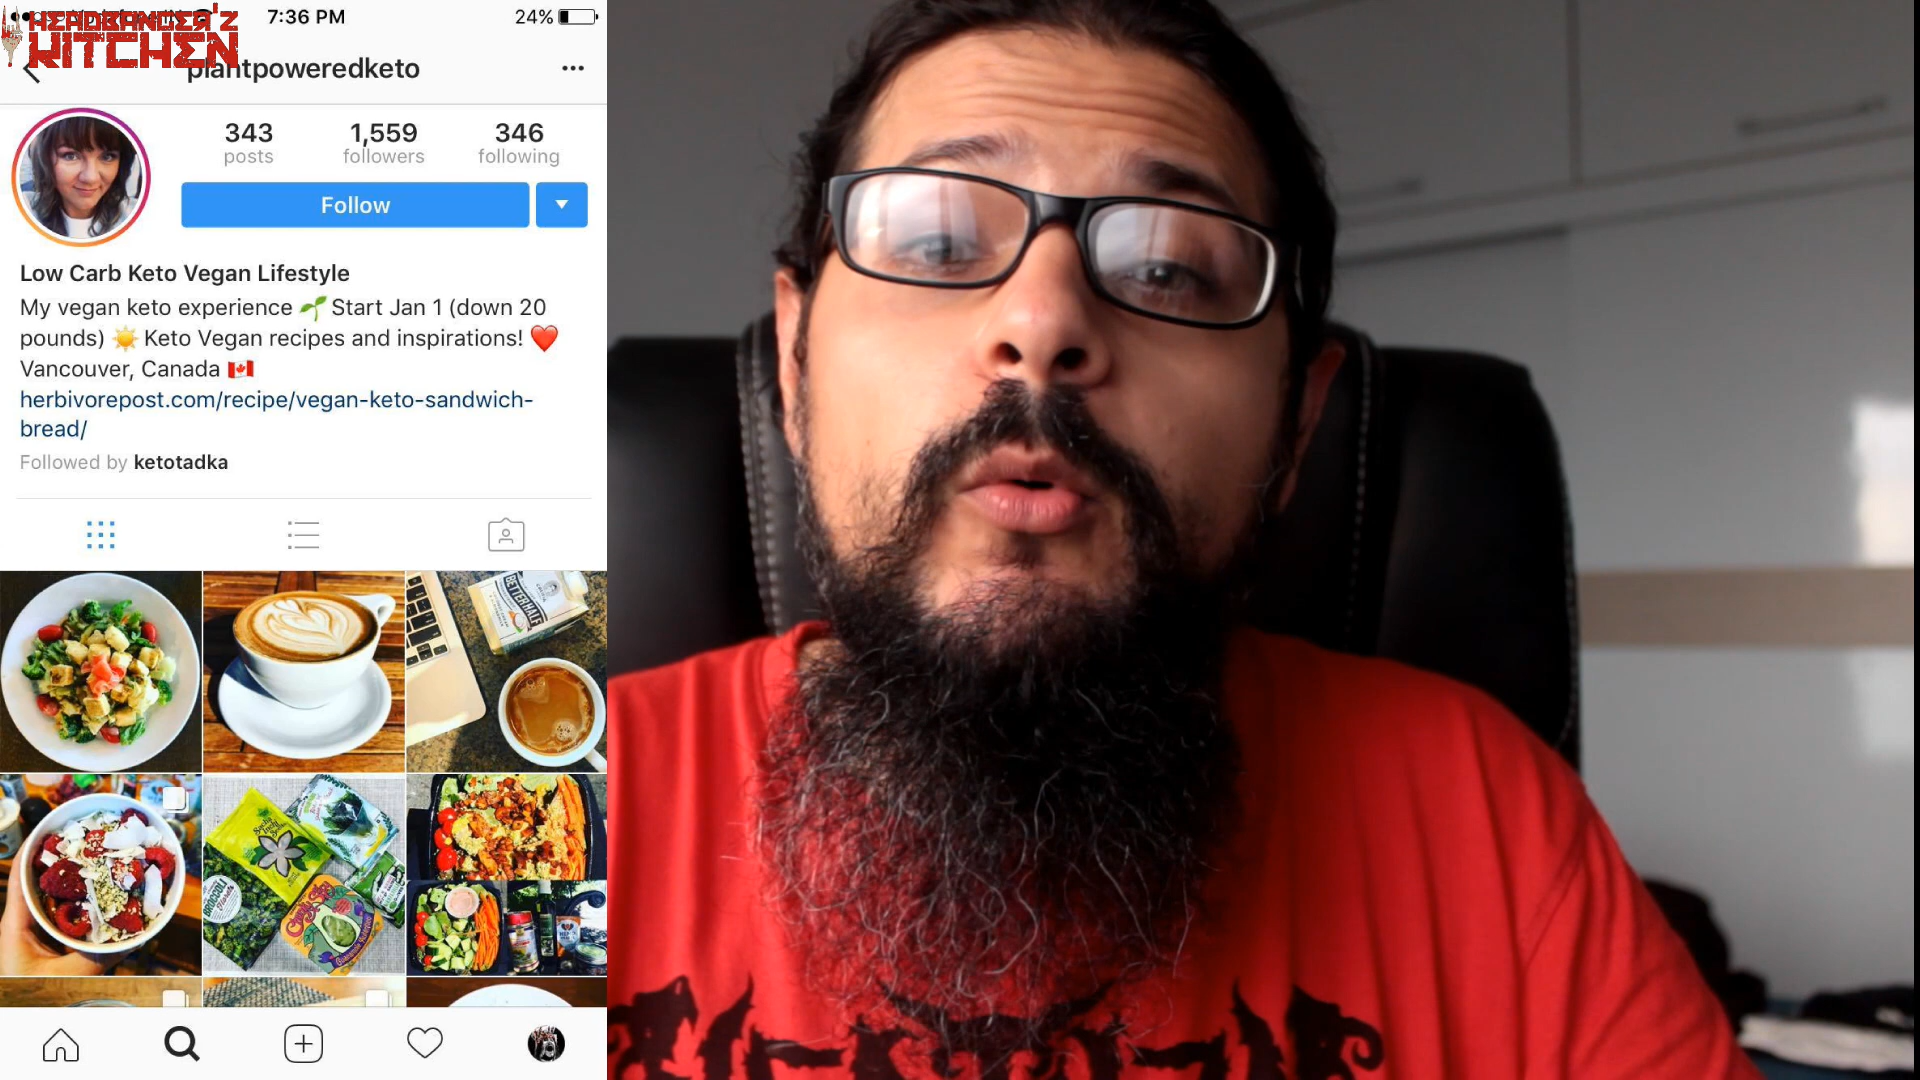 HEADBANGER'Z
KITCHEN
7:36 PM
24%
plantpoweredketo
343
posts
1,559
followers
346
following
Follow
Low Carb Keto Vegan Lifestyle
My vegan keto experience 🌱 Start Jan 1 (down 20
pounds) ☀️ Keto Vegan recipes and inspirations! ❤️
Vancouver, Canada 🇨🇦
herbivorepost.com/recipe/vegan-keto-sandwich-
bread/
Followed by ketotadka
BETTERHALF
BROCCOLI
Florets